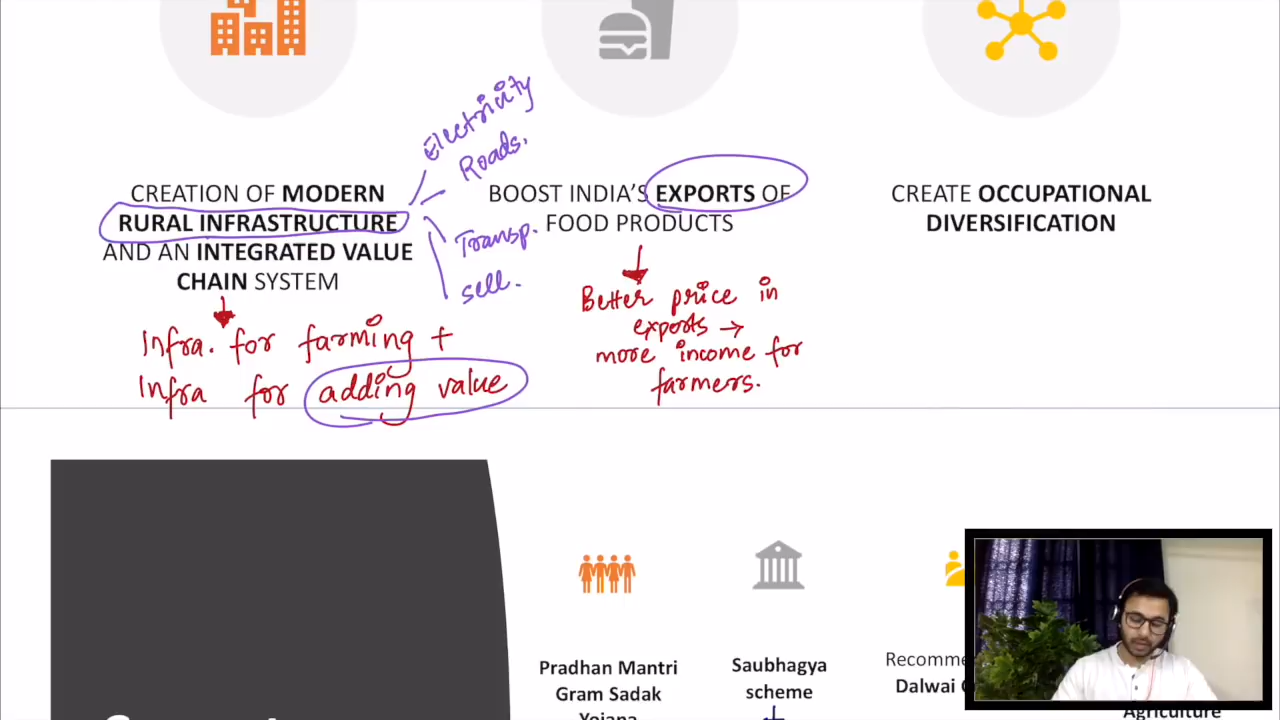 Electricity
Roads.
Transp.
sell.
CREATION OF MODERN
RURAL INFRASTRUCTURE
AND AN INTEGRATED VALUE
CHAIN SYSTEM
Infra. for farming +
Infra for adding value
BOOST INDIA'S EXPORTS OF
FOOD PRODUCTS
Better price in
exports →
more income for
farmers.
CREATE OCCUPATIONAL
DIVERSIFICATION
Pradhan Mantri
Gram Sadak
Yojana
Saubhagya
scheme
Recomme
Dalwai
Agriculture